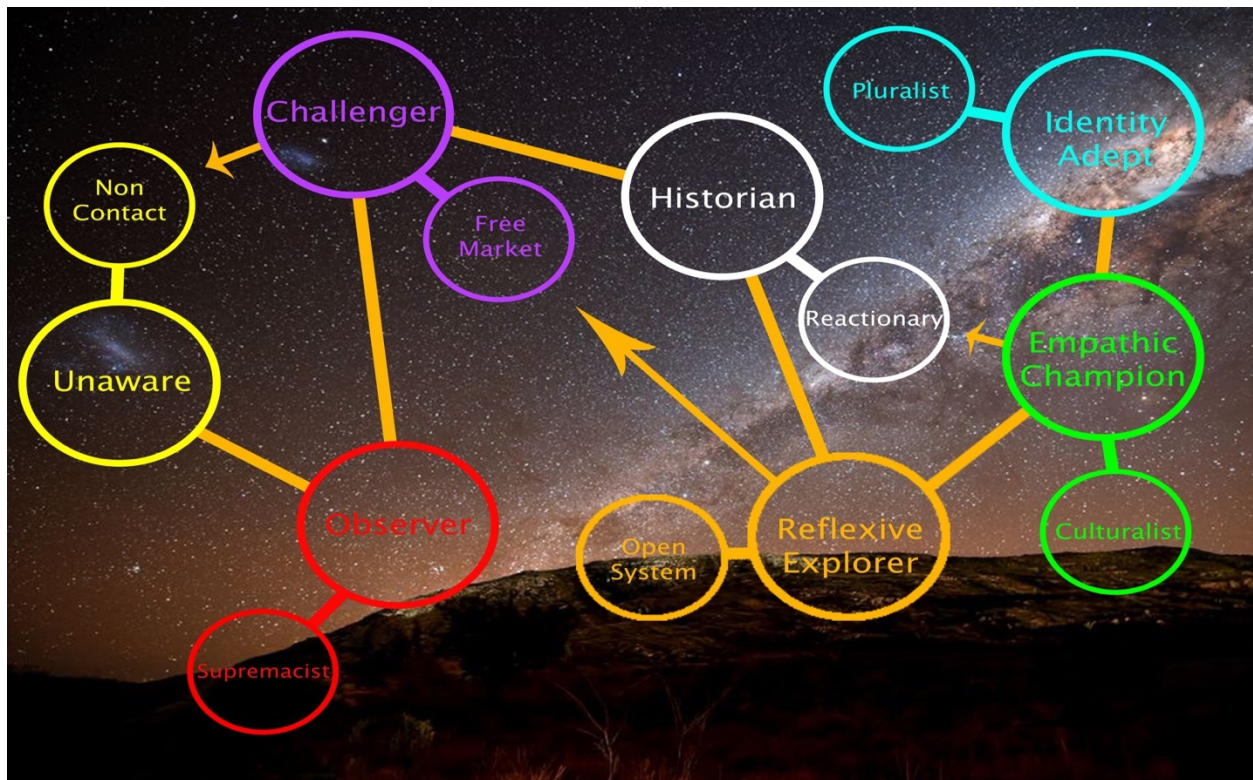 Challenger
Non
Contact
Free
Market
Unaware
Observer
Supremacist
Historian
Reactionary
Pluralist
Identity
Adept
Empathic
Champion
Culturalist
Open
System
Reflexive
Explorer